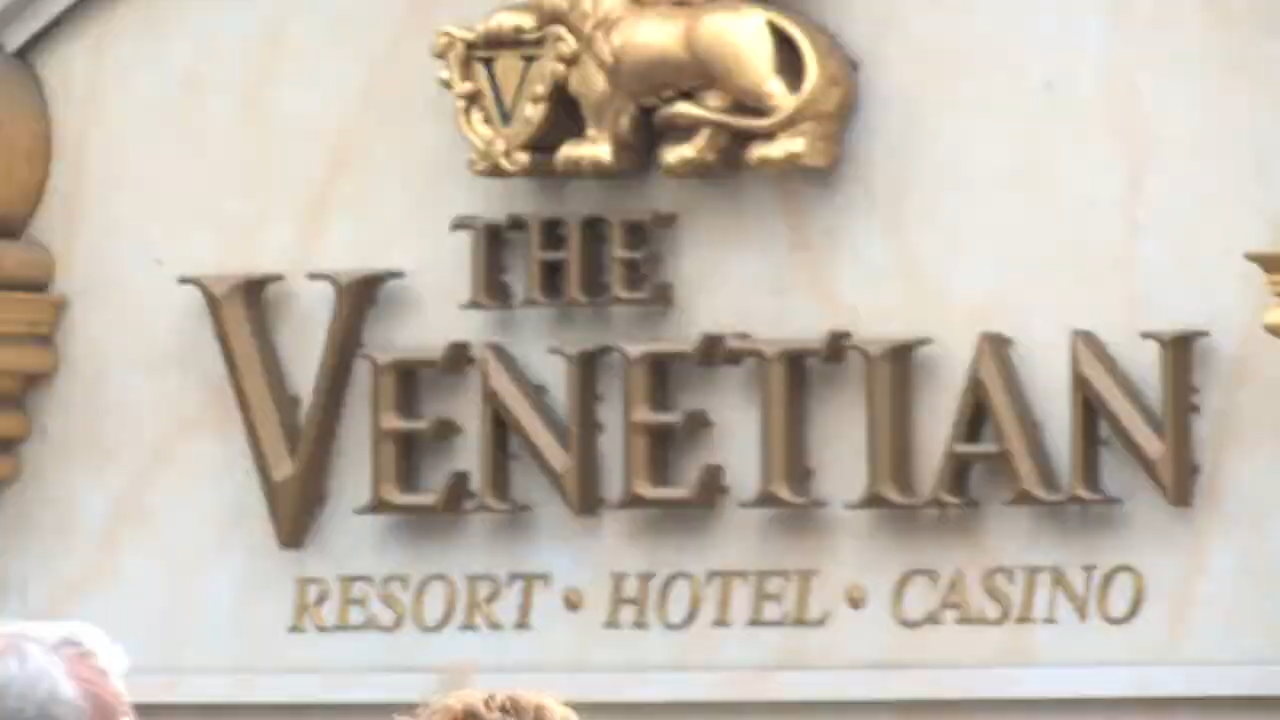 V
THE
VENETIAN
RESORT • HOTEL • CASINO